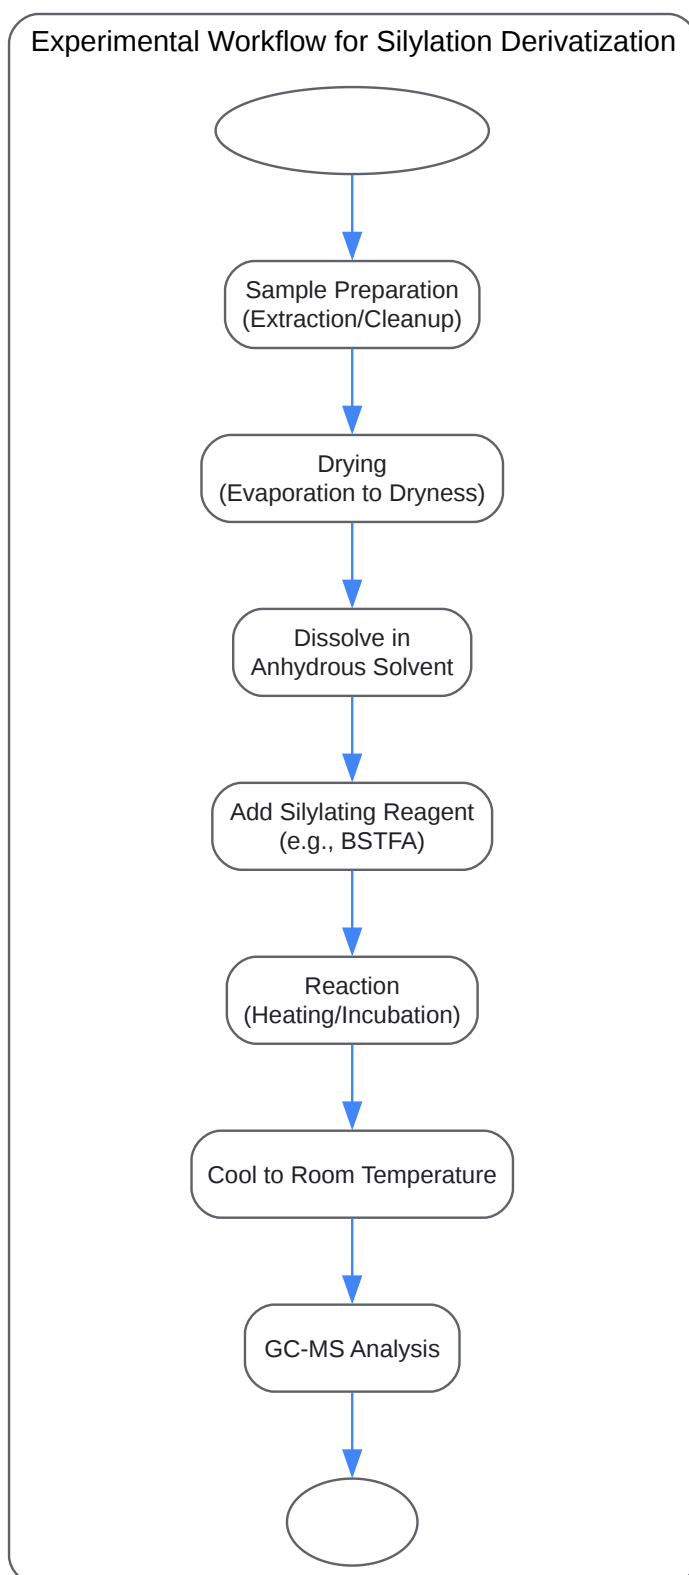 Experimental Workflow for Silylation Derivatization
Sample Preparation
(Extraction/Cleanup)
Drying
(Evaporation to Dryness)
Dissolve in
Anhydrous Solvent
Add Silylating Reagent
(e.g., BSTFA)
Reaction
(Heating/Incubation)
Cool to Room Temperature
GC-MS Analysis